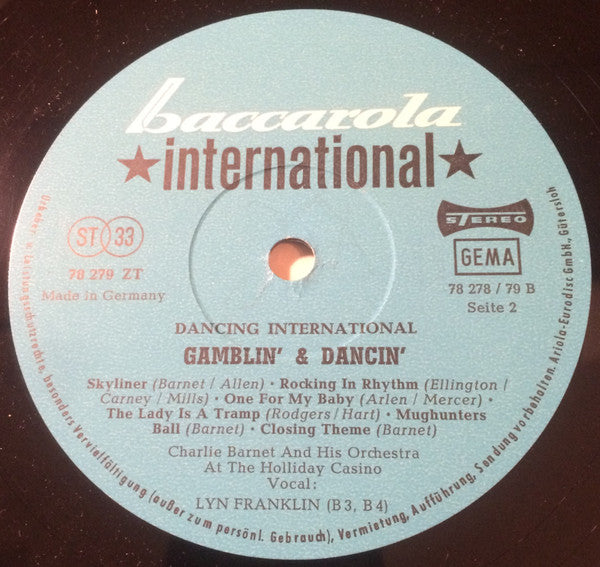 baccarola
★international★
ST 33
78 279 ZT
Made in Germany
STEREO
GEMA
78 278 / 79 B
Seite 2
DANCING INTERNATIONAL
GAMBLIN' & DANCIN'
Skyliner (Barnet / Allen) · Rocking In Rhythm (Ellington /
Carney / Mills) · One For My Baby (Arlen / Mercer) ·
The Lady Is A Tramp (Rodgers / Hart) · Mughunters
Ball (Barnet) · Closing Theme (Barnet)
Charlie Barnet And His Orchestra
At The Holliday Casino
Vocal:
LYN FRANKLIN (B 3, B 4)
Urheber- u. Leistungsschutzrechte, besonders Vervielfältigung (außer zum persönl. Gebrauch), Vermietung, Aufführung, Sendung vorbehalten. Ariola-Eurodisc GmbH., Gütersloh